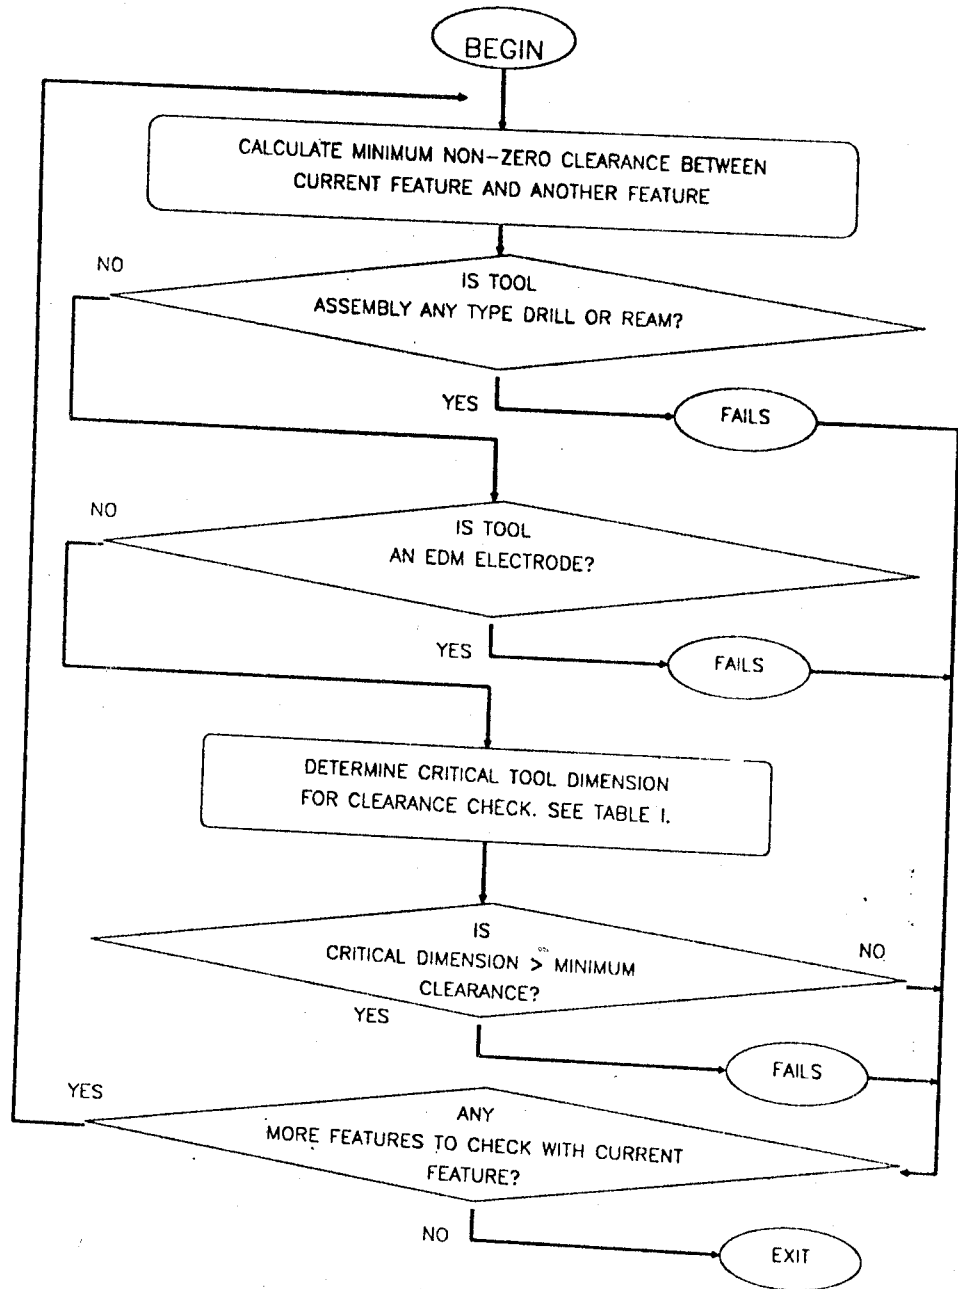 BEGIN
CALCULATE MINIMUM NON-ZERO CLEARANCE BETWEEN
CURRENT FEATURE AND ANOTHER FEATURE
NO
IS TOOL
ASSEMBLY ANY TYPE DRILL OR REAM?
YES
FAILS
NO
IS TOOL
AN EDM ELECTRODE?
YES
FAILS
DETERMINE CRITICAL TOOL DIMENSION
FOR CLEARANCE CHECK. SEE TABLE I.
IS
CRITICAL DIMENSION > MINIMUM
CLEARANCE?
NO
YES
FAILS
YES
ANY
MORE FEATURES TO CHECK WITH CURRENT
FEATURE?
NO
EXIT